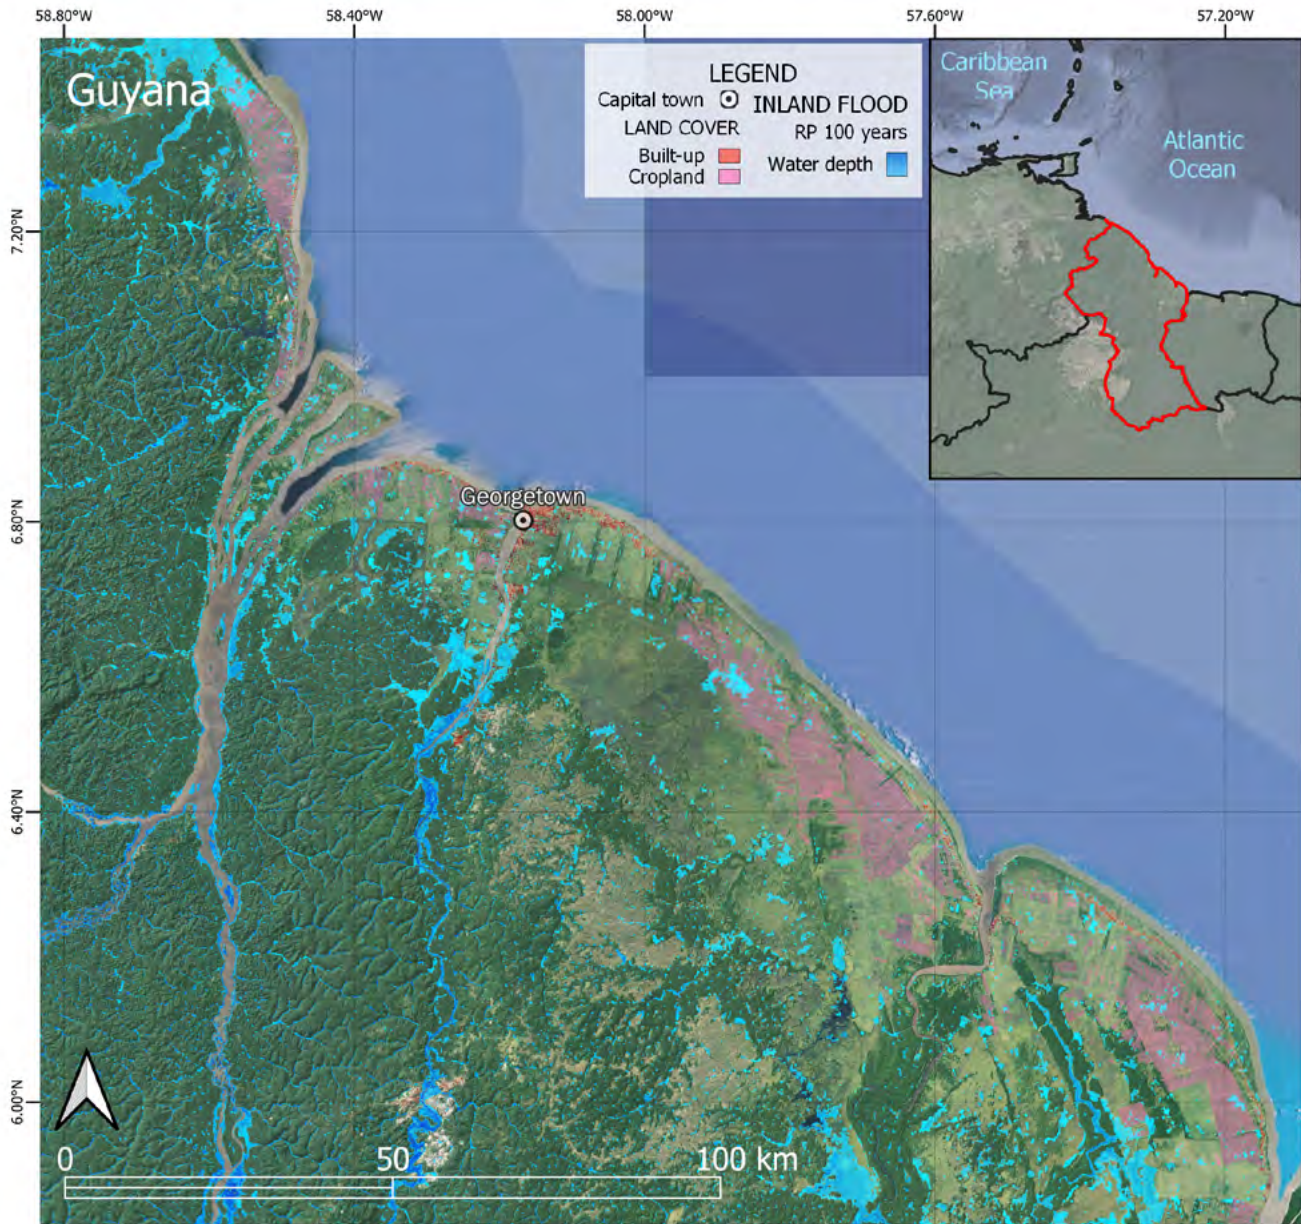 58.80°W 58.40°W 58.00°W 57.60°W 57.20°W
Guyana
LEGEND
Capital town
INLAND FLOOD
LAND COVER
RP 100 years
Built-up
Water depth
Cropland
Caribbean
Sea
Atlantic
Ocean
7.20°N
Georgetown
6.80°N
6.40°N
6.00°N
0 50 100 km